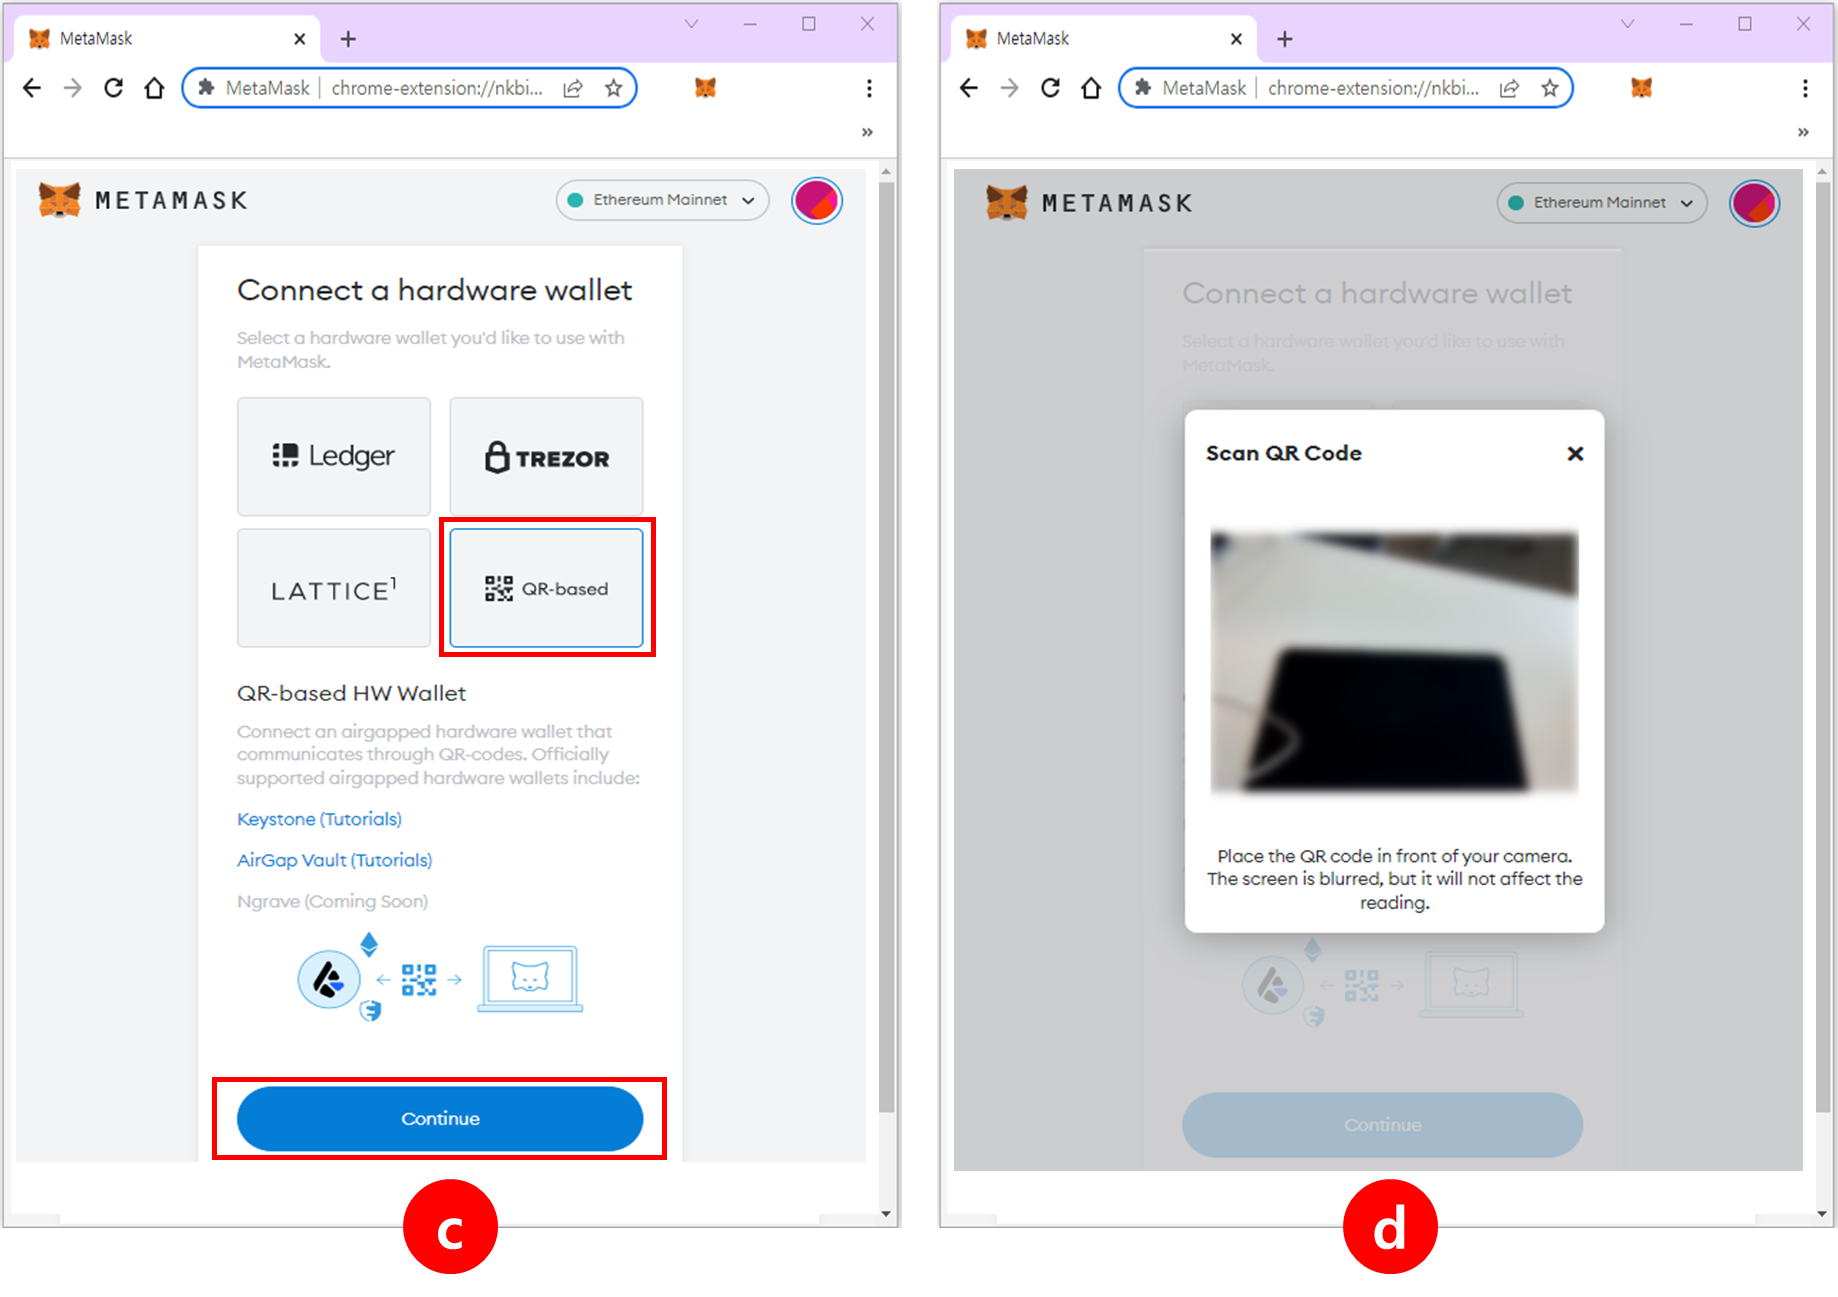 MetaMask
MetaMask | chrome-extension://nkbi...
METAMASK
Ethereum Mainnet
Connect a hardware wallet
Select a hardware wallet you'd like to use with
MetaMask.
Ledger
TREZOR
LATTICE1
QR-based
QR-based HW Wallet
Connect an airgapped hardware wallet that
communicates through QR-codes. Officially
supported airgapped hardware wallets include:
Keystone (Tutorials)
AirGap Vault (Tutorials)
Ngrave (Coming Soon)
Continue
c
MetaMask
MetaMask | chrome-extension://nkbi...
METAMASK
Ethereum Mainnet
Connect a hardware wallet
Select a hardware wallet you'd like to use with
MetaMask.
Scan QR Code
Place the QR code in front of your camera.
The screen is blurred, but it will not affect the
reading.
Continue
d